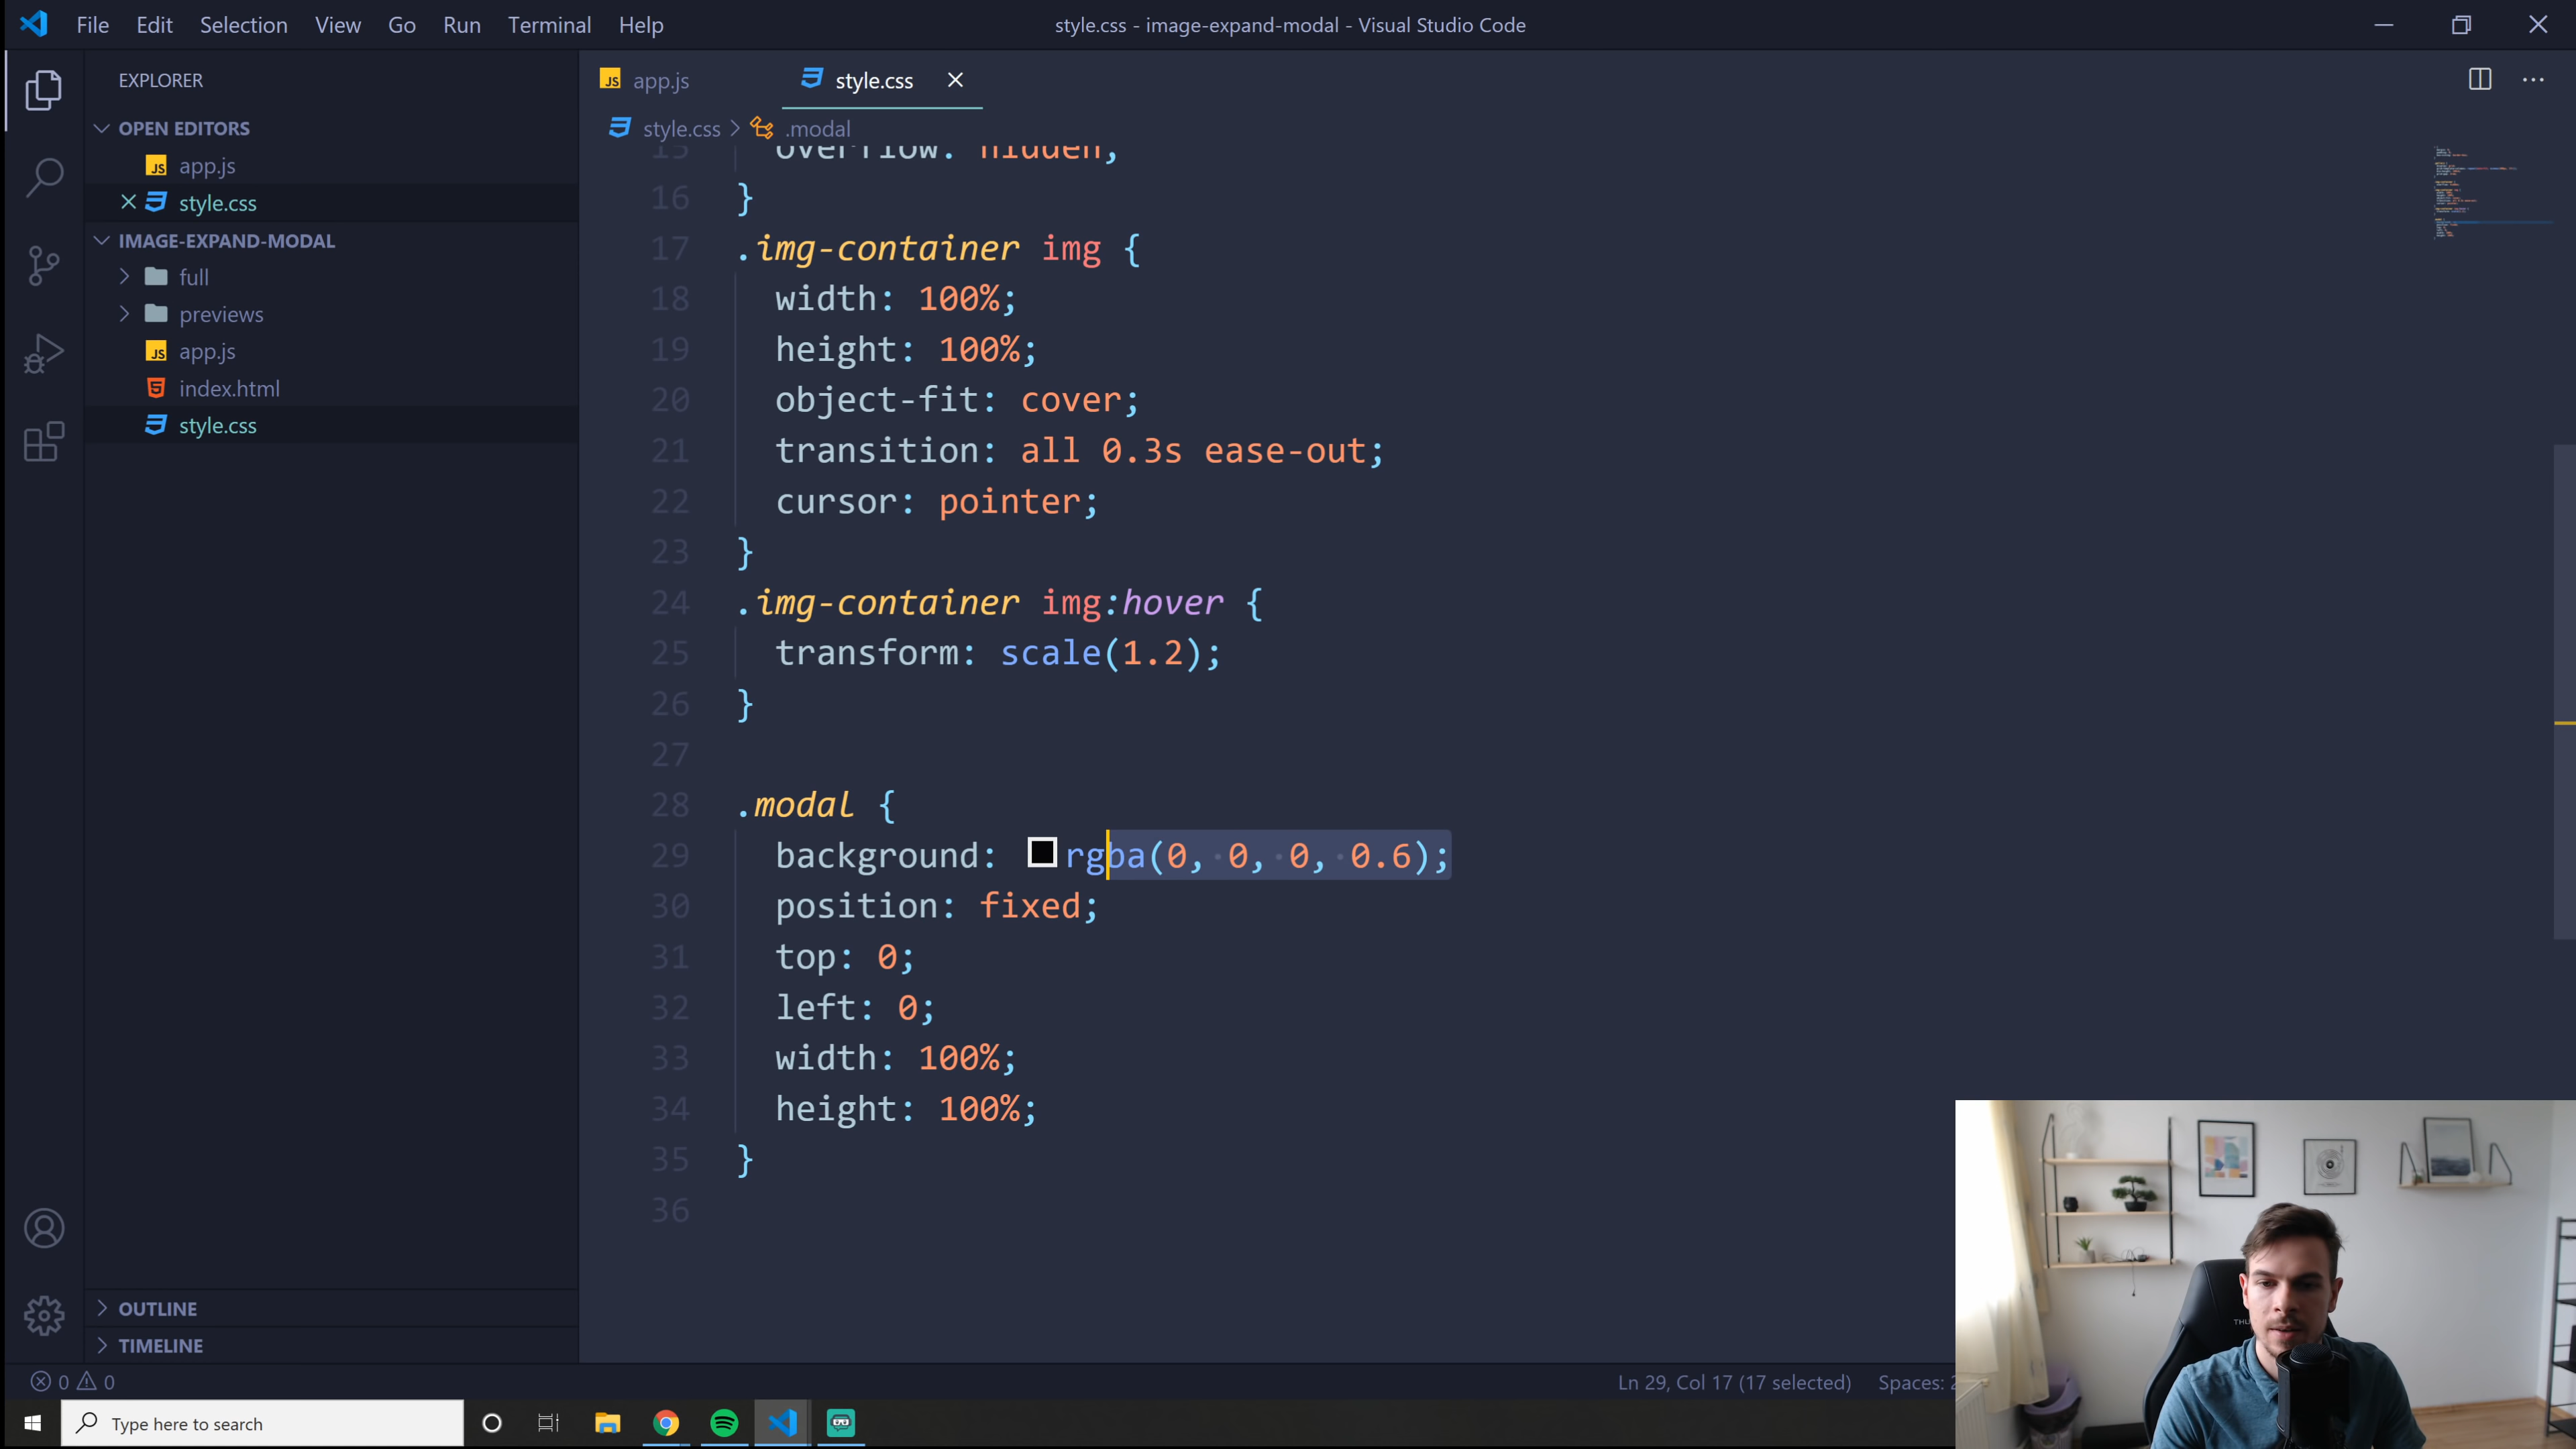 File Edit Selection View Go Run Terminal Help
style.css - image-expand-modal - Visual Studio Code
EXPLORER
OPEN EDITORS
JS app.js
style.css
IMAGE-EXPAND-MODAL
full
previews
JS app.js
index.html
style.css
OUTLINE
TIMELINE
JS app.js
style.css
style.css > .modal
15 overflow: hidden;
16 }
17 .img-container img {
18 width: 100%;
19 height: 100%;
20 object-fit: cover;
21 transition: all 0.3s ease-out;
22 cursor: pointer;
23 }
24 .img-container img:hover {
25 transform: scale(1.2);
26 }
27
28 .modal {
29 background: rgba(0, 0, 0, 0.6);
30 position: fixed;
31 top: 0;
32 left: 0;
33 width: 100%;
34 height: 100%;
35 }
36
0 0
Ln 29, Col 17 (17 selected) Spaces:
Type here to search